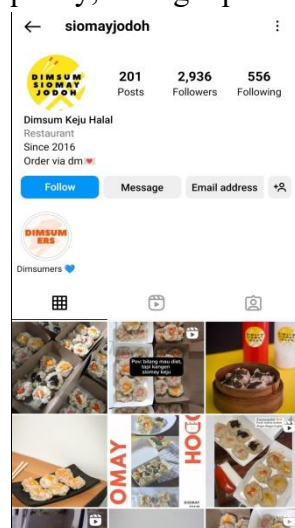 siomayjodoh
DIMSUM
SIOMAY
JODOH
201
Posts
2,936
Followers
556
Following
Dimsum Keju Halal
Restaurant
Since 2016
Order via dm💌
Follow
Message
Email address
DIMSUM
ERS
Dimsumers 💙
Pov: bilang mau diet,
tapi kangen
siomay keju
OMAY